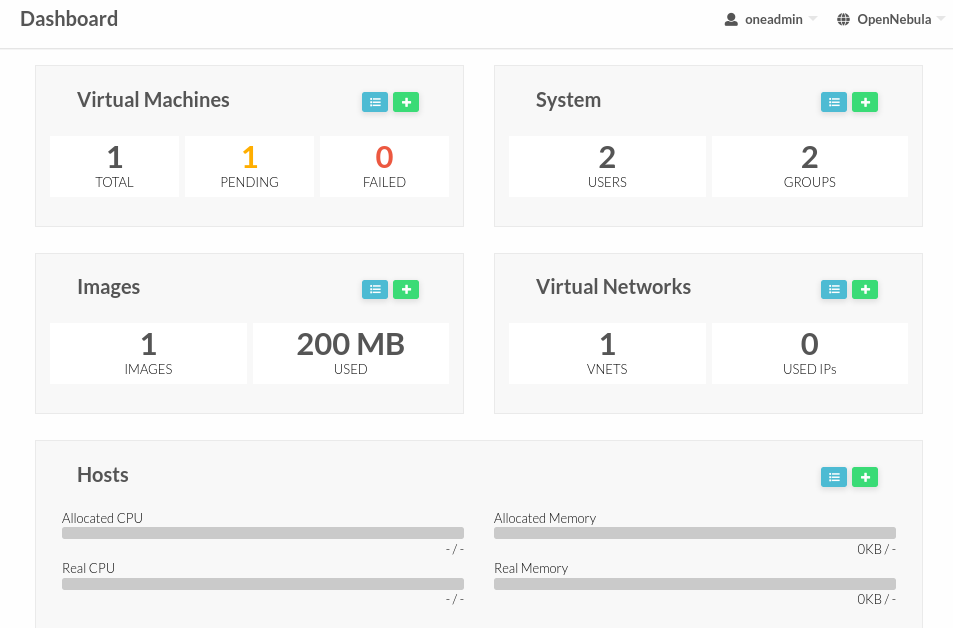 Dashboard
oneadmin
OpenNebula
Virtual Machines
1
TOTAL
1
PENDING
0
FAILED
System
2
USERS
2
GROUPS
Images
1
IMAGES
200 MB
USED
Virtual Networks
1
VNETS
0
USED IPs
Hosts
Allocated CPU
- / -
Real CPU
- / -
Allocated Memory
0KB / -
Real Memory
0KB / -